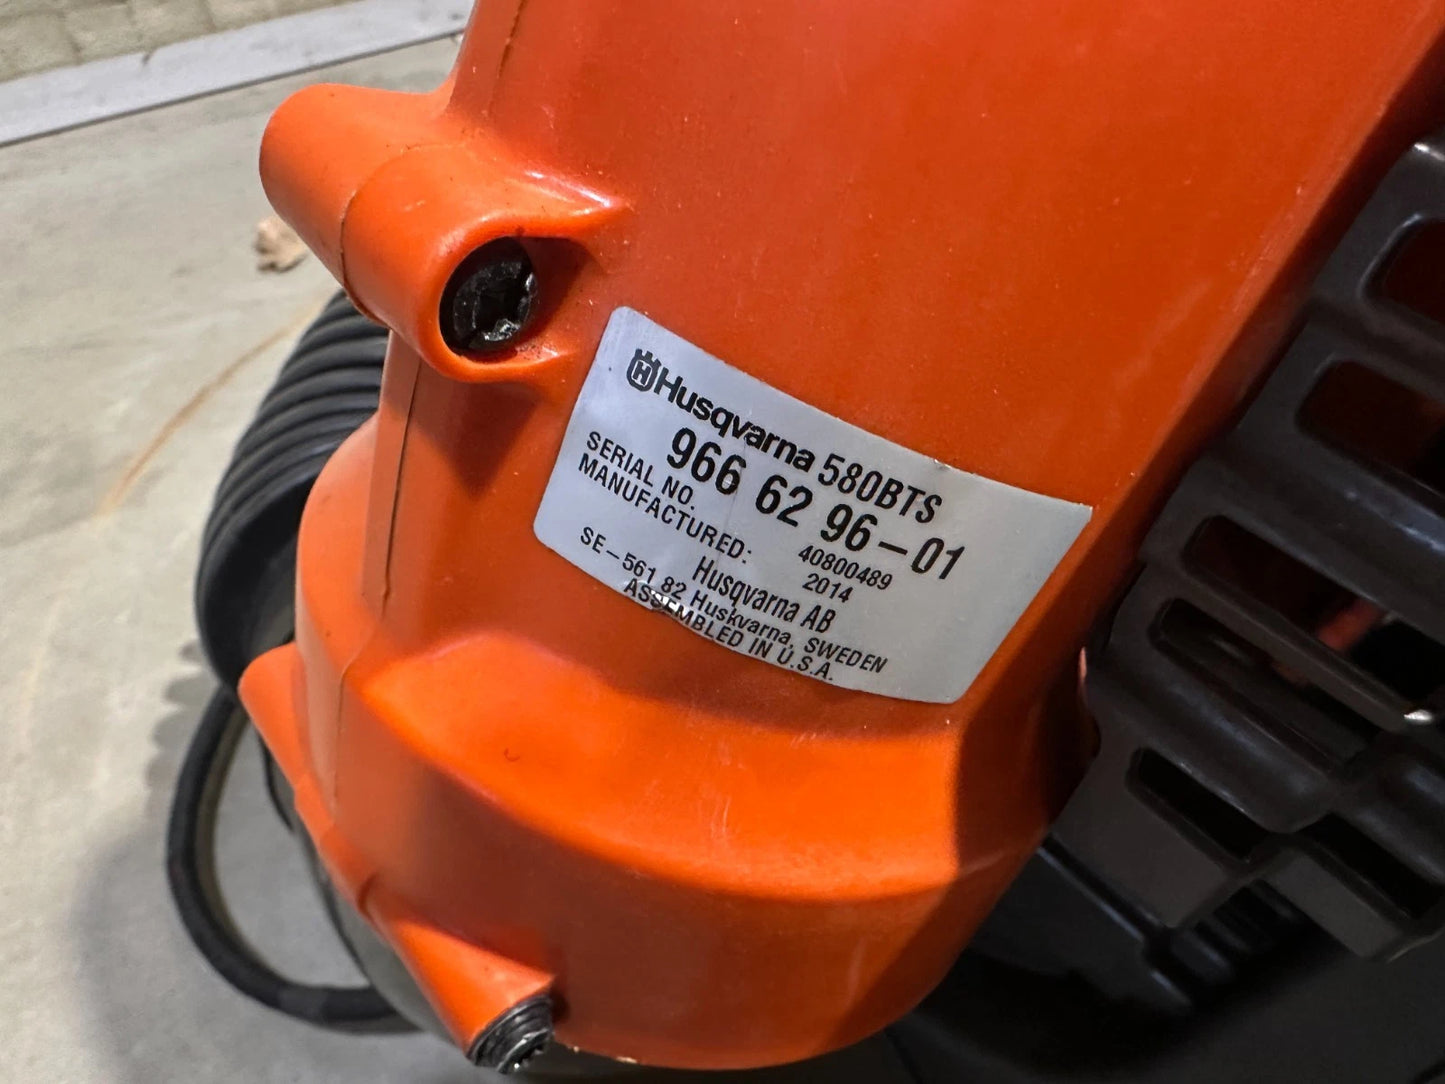 H Husqvarna 580BTS
966 62 96-01
SERIAL NO. 40800489
MANUFACTURED: 2014
Husqvarna AB
SE-561 82 Huskvarna, SWEDEN
ASSEMBLED IN U.S.A.